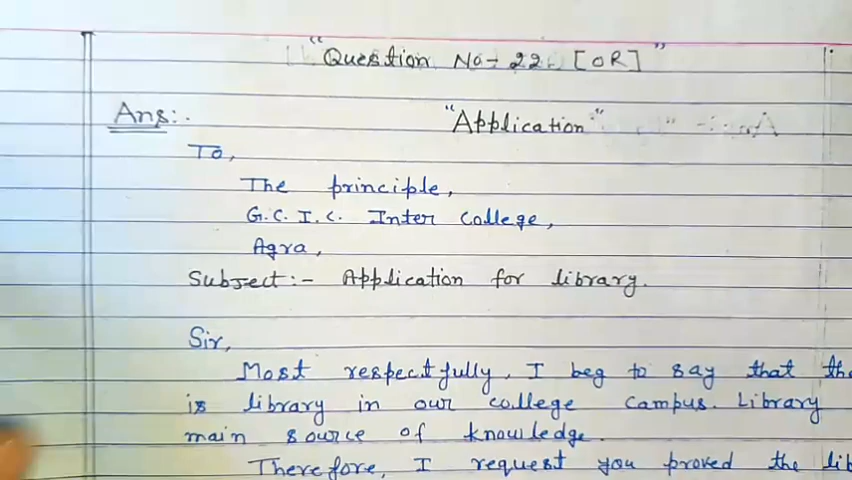 "Question No- 22 [OR]"
Ans:.
"Application"
To,
The principle,
G.C.I.C. Inter college,
Agra,
Subject:- Application for library.
Sir,
Most respectfully, I beg to say that
is library in our college campus. Library
main source of knowledge.
Therefore, I request you proved the